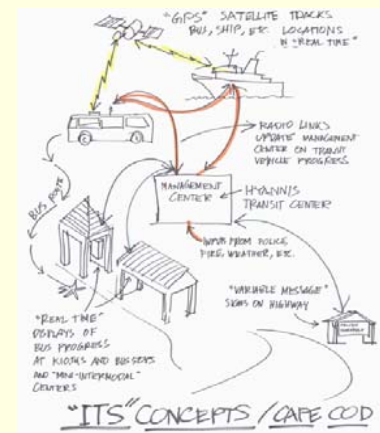 "GPS" SATELLITE TRACKS
BUS, SHIP, ETC. LOCATIONS
IN "REAL TIME"
RADIO LINKS
UPDATE MANAGEMENT
CENTER ON TRANSIT
VEHICLE PROGRESS
MANAGEMENT
CENTER
HYANNIS
TRANSIT CENTER
BUS ROUTE
INPUT FROM POLICE
FIRE, WEATHER, ETC.
"VARIABLE MESSAGE"
SIGNS ON HIGHWAY
"REAL TIME"
DISPLAYS OF
BUS PROGRESS
AT KIOSKS AND BUS STOPS
AND "MINI-INTERMODAL"
CENTERS
"ITS" CONCEPTS / CAPE COD